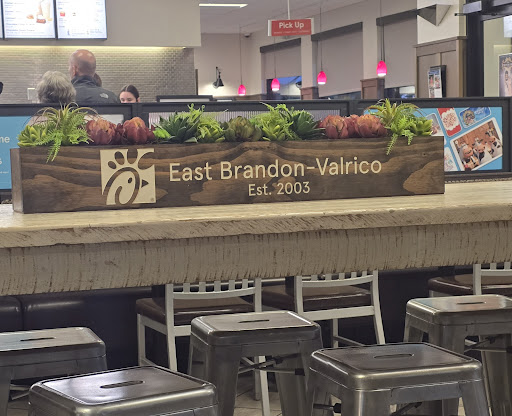 Pick Up
East Brandon-Valrico
Est. 2003